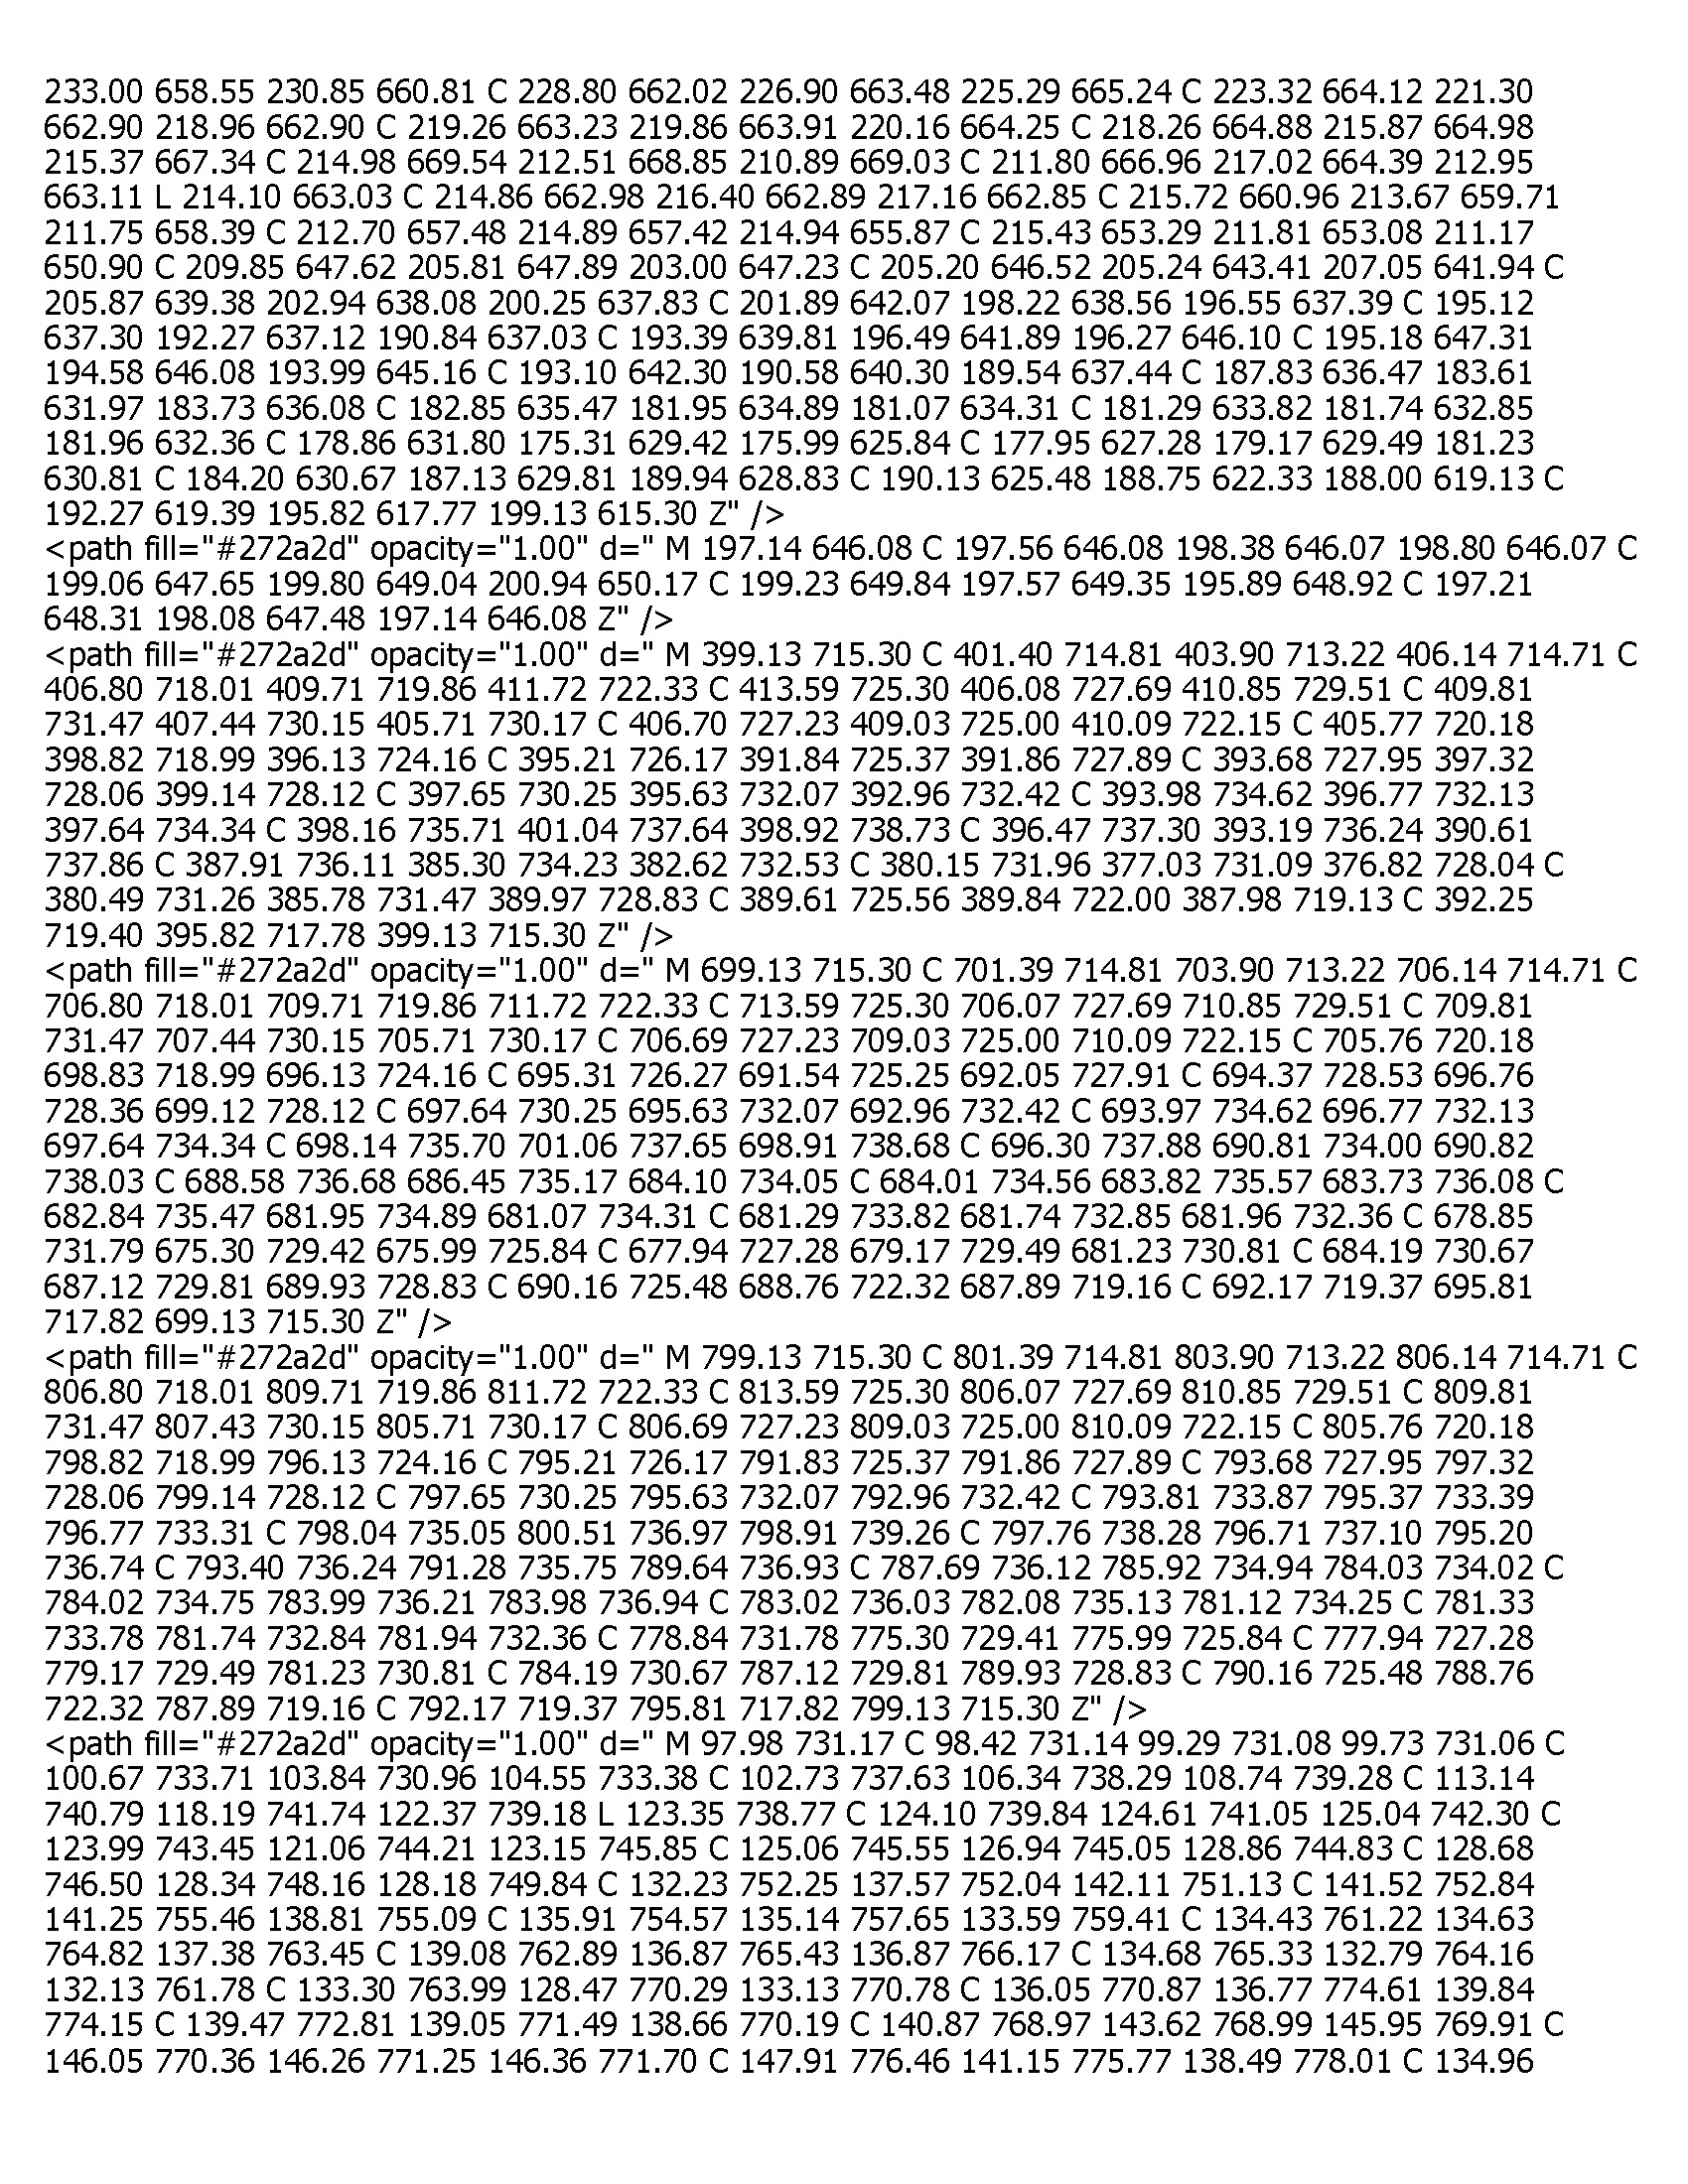 233.00 658.55 230.85 660.81 C 228.80 662.02 226.90 663.48 225.29 665.24 C 223.32 664.12 221.30
662.90 218.96 662.90 C 219.26 663.23 219.86 663.91 220.16 664.25 C 218.26 664.88 215.87 664.98
215.37 667.34 C 214.98 669.54 212.51 668.85 210.89 669.03 C 211.80 666.96 217.02 664.39 212.95
663.11 L 214.10 663.03 C 214.86 662.98 216.40 662.89 217.16 662.85 C 215.72 660.96 213.67 659.71
211.75 658.39 C 212.70 657.48 214.89 657.42 214.94 655.87 C 215.43 653.29 211.81 653.08 211.17
650.90 C 209.85 647.62 205.81 647.89 203.00 647.23 C 205.20 646.52 205.24 643.41 207.05 641.94 C
205.87 639.38 202.94 638.08 200.25 637.83 C 201.89 642.07 198.22 638.56 196.55 637.39 C 195.12
637.30 192.27 637.12 190.84 637.03 C 193.39 639.81 196.49 641.89 196.27 646.10 C 195.18 647.31
194.58 646.08 193.99 645.16 C 193.10 642.30 190.58 640.30 189.54 637.44 C 187.83 636.47 183.61
631.97 183.73 636.08 C 182.85 635.47 181.95 634.89 181.07 634.31 C 181.29 633.82 181.74 632.85
181.96 632.36 C 178.86 631.80 175.31 629.42 175.99 625.84 C 177.95 627.28 179.17 629.49 181.23
630.81 C 184.20 630.67 187.13 629.81 189.94 628.83 C 190.13 625.48 188.75 622.33 188.00 619.13 C
192.27 619.39 195.82 617.77 199.13 615.30 Z" />
<path fill="#272a2d" opacity="1.00" d=" M 197.14 646.08 C 197.56 646.08 198.38 646.07 198.80 646.07 C
199.06 647.65 199.80 649.04 200.94 650.17 C 199.23 649.84 197.57 649.35 195.89 648.92 C 197.21
648.31 198.08 647.48 197.14 646.08 Z" />
<path fill="#272a2d" opacity="1.00" d=" M 399.13 715.30 C 401.40 714.81 403.90 713.22 406.14 714.71 C
406.80 718.01 409.71 719.86 411.72 722.33 C 413.59 725.30 406.08 727.69 410.85 729.51 C 409.81
731.47 407.44 730.15 405.71 730.17 C 406.70 727.23 409.03 725.00 410.09 722.15 C 405.77 720.18
398.82 718.99 396.13 724.16 C 395.21 726.17 391.84 725.37 391.86 727.89 C 393.68 727.95 397.32
728.06 399.14 728.12 C 397.65 730.25 395.63 732.07 392.96 732.42 C 393.98 734.62 396.77 732.13
397.64 734.34 C 398.16 735.71 401.04 737.64 398.92 738.73 C 396.47 737.30 393.19 736.24 390.61
737.86 C 387.91 736.11 385.30 734.23 382.62 732.53 C 380.15 731.96 377.03 731.09 376.82 728.04 C
380.49 731.26 385.78 731.47 389.97 728.83 C 389.61 725.56 389.84 722.00 387.98 719.13 C 392.25
719.40 395.82 717.78 399.13 715.30 Z" />
<path fill="#272a2d" opacity="1.00" d=" M 699.13 715.30 C 701.39 714.81 703.90 713.22 706.14 714.71 C
706.80 718.01 709.71 719.86 711.72 722.33 C 713.59 725.30 706.07 727.69 710.85 729.51 C 709.81
731.47 707.44 730.15 705.71 730.17 C 706.69 727.23 709.03 725.00 710.09 722.15 C 705.76 720.18
698.83 718.99 696.13 724.16 C 695.31 726.27 691.54 725.25 692.05 727.91 C 694.37 728.53 696.76
728.36 699.12 728.12 C 697.64 730.25 695.63 732.07 692.96 732.42 C 693.97 734.62 696.77 732.13
697.64 734.34 C 698.14 735.70 701.06 737.65 698.91 738.68 C 696.30 737.88 690.81 734.00 690.82
738.03 C 688.58 736.68 686.45 735.17 684.10 734.05 C 684.01 734.56 683.82 735.57 683.73 736.08 C
682.84 735.47 681.95 734.89 681.07 734.31 C 681.29 733.82 681.74 732.85 681.96 732.36 C 678.85
731.79 675.30 729.42 675.99 725.84 C 677.94 727.28 679.17 729.49 681.23 730.81 C 684.19 730.67
687.12 729.81 689.93 728.83 C 690.16 725.48 688.76 722.32 687.89 719.16 C 692.17 719.37 695.81
717.82 699.13 715.30 Z" />
<path fill="#272a2d" opacity="1.00" d=" M 799.13 715.30 C 801.39 714.81 803.90 713.22 806.14 714.71 C
806.80 718.01 809.71 719.86 811.72 722.33 C 813.59 725.30 806.07 727.69 810.85 729.51 C 809.81
731.47 807.43 730.15 805.71 730.17 C 806.69 727.23 809.03 725.00 810.09 722.15 C 805.76 720.18
798.82 718.99 796.13 724.16 C 795.21 726.17 791.83 725.37 791.86 727.89 C 793.68 727.95 797.32
728.06 799.14 728.12 C 797.65 730.25 795.63 732.07 792.96 732.42 C 793.81 733.87 795.37 733.39
796.77 733.31 C 798.04 735.05 800.51 736.97 798.91 739.26 C 797.76 738.28 796.71 737.10 795.20
736.74 C 793.40 736.24 791.28 735.75 789.64 736.93 C 787.69 736.12 785.92 734.94 784.03 734.02 C
784.02 734.75 783.99 736.21 783.98 736.94 C 783.02 736.03 782.08 735.13 781.12 734.25 C 781.33
733.78 781.74 732.84 781.94 732.36 C 778.84 731.78 775.30 729.41 775.99 725.84 C 777.94 727.28
779.17 729.49 781.23 730.81 C 784.19 730.67 787.12 729.81 789.93 728.83 C 790.16 725.48 788.76
722.32 787.89 719.16 C 792.17 719.37 795.81 717.82 799.13 715.30 Z" />
<path fill="#272a2d" opacity="1.00" d=" M 97.98 731.17 C 98.42 731.14 99.29 731.08 99.73 731.06 C
100.67 733.71 103.84 730.96 104.55 733.38 C 102.73 737.63 106.34 738.29 108.74 739.28 C 113.14
740.79 118.19 741.74 122.37 739.18 L 123.35 738.77 C 124.10 739.84 124.61 741.05 125.04 742.30 C
123.99 743.45 121.06 744.21 123.15 745.85 C 125.06 745.55 126.94 745.05 128.86 744.83 C 128.68
746.50 128.34 748.16 128.18 749.84 C 132.23 752.25 137.57 752.04 142.11 751.13 C 141.52 752.84
141.25 755.46 138.81 755.09 C 135.91 754.57 135.14 757.65 133.59 759.41 C 134.43 761.22 134.63
764.82 137.38 763.45 C 139.08 762.89 136.87 765.43 136.87 766.17 C 134.68 765.33 132.79 764.16
132.13 761.78 C 133.30 763.99 128.47 770.29 133.13 770.78 C 136.05 770.87 136.77 774.61 139.84
774.15 C 139.47 772.81 139.05 771.49 138.66 770.19 C 140.87 768.97 143.62 768.99 145.95 769.91 C
146.05 770.36 146.26 771.25 146.36 771.70 C 147.91 776.46 141.15 775.77 138.49 778.01 C 134.96